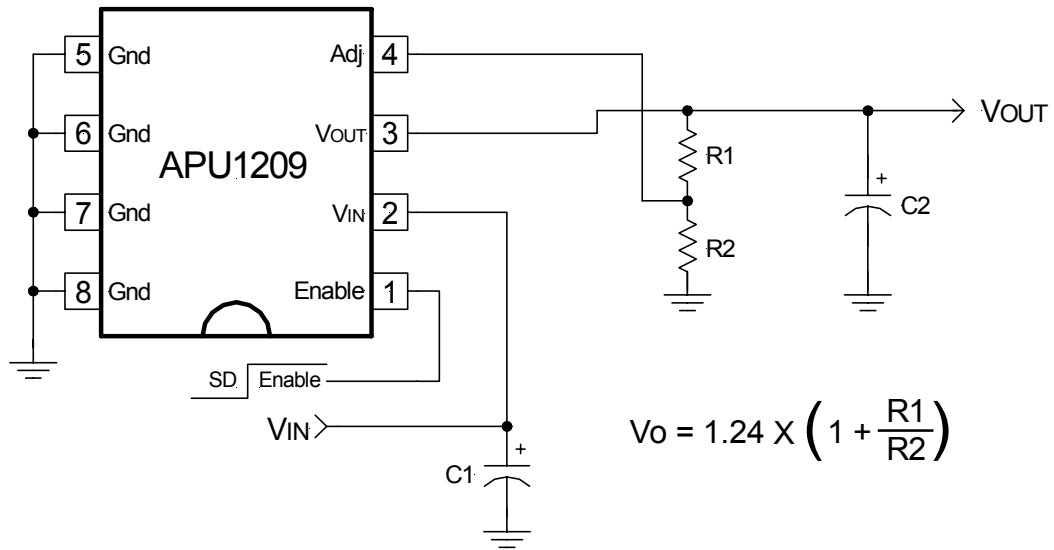 5 Gnd Adj 4
6 Gnd VOUT 3
APU1209
7 Gnd VIN 2
8 Gnd Enable 1
SD Enable
VIN
+
C1
R1
R2
+
C2
VOUT
Vo = 1.24 X ( 1 + R1
R2 )